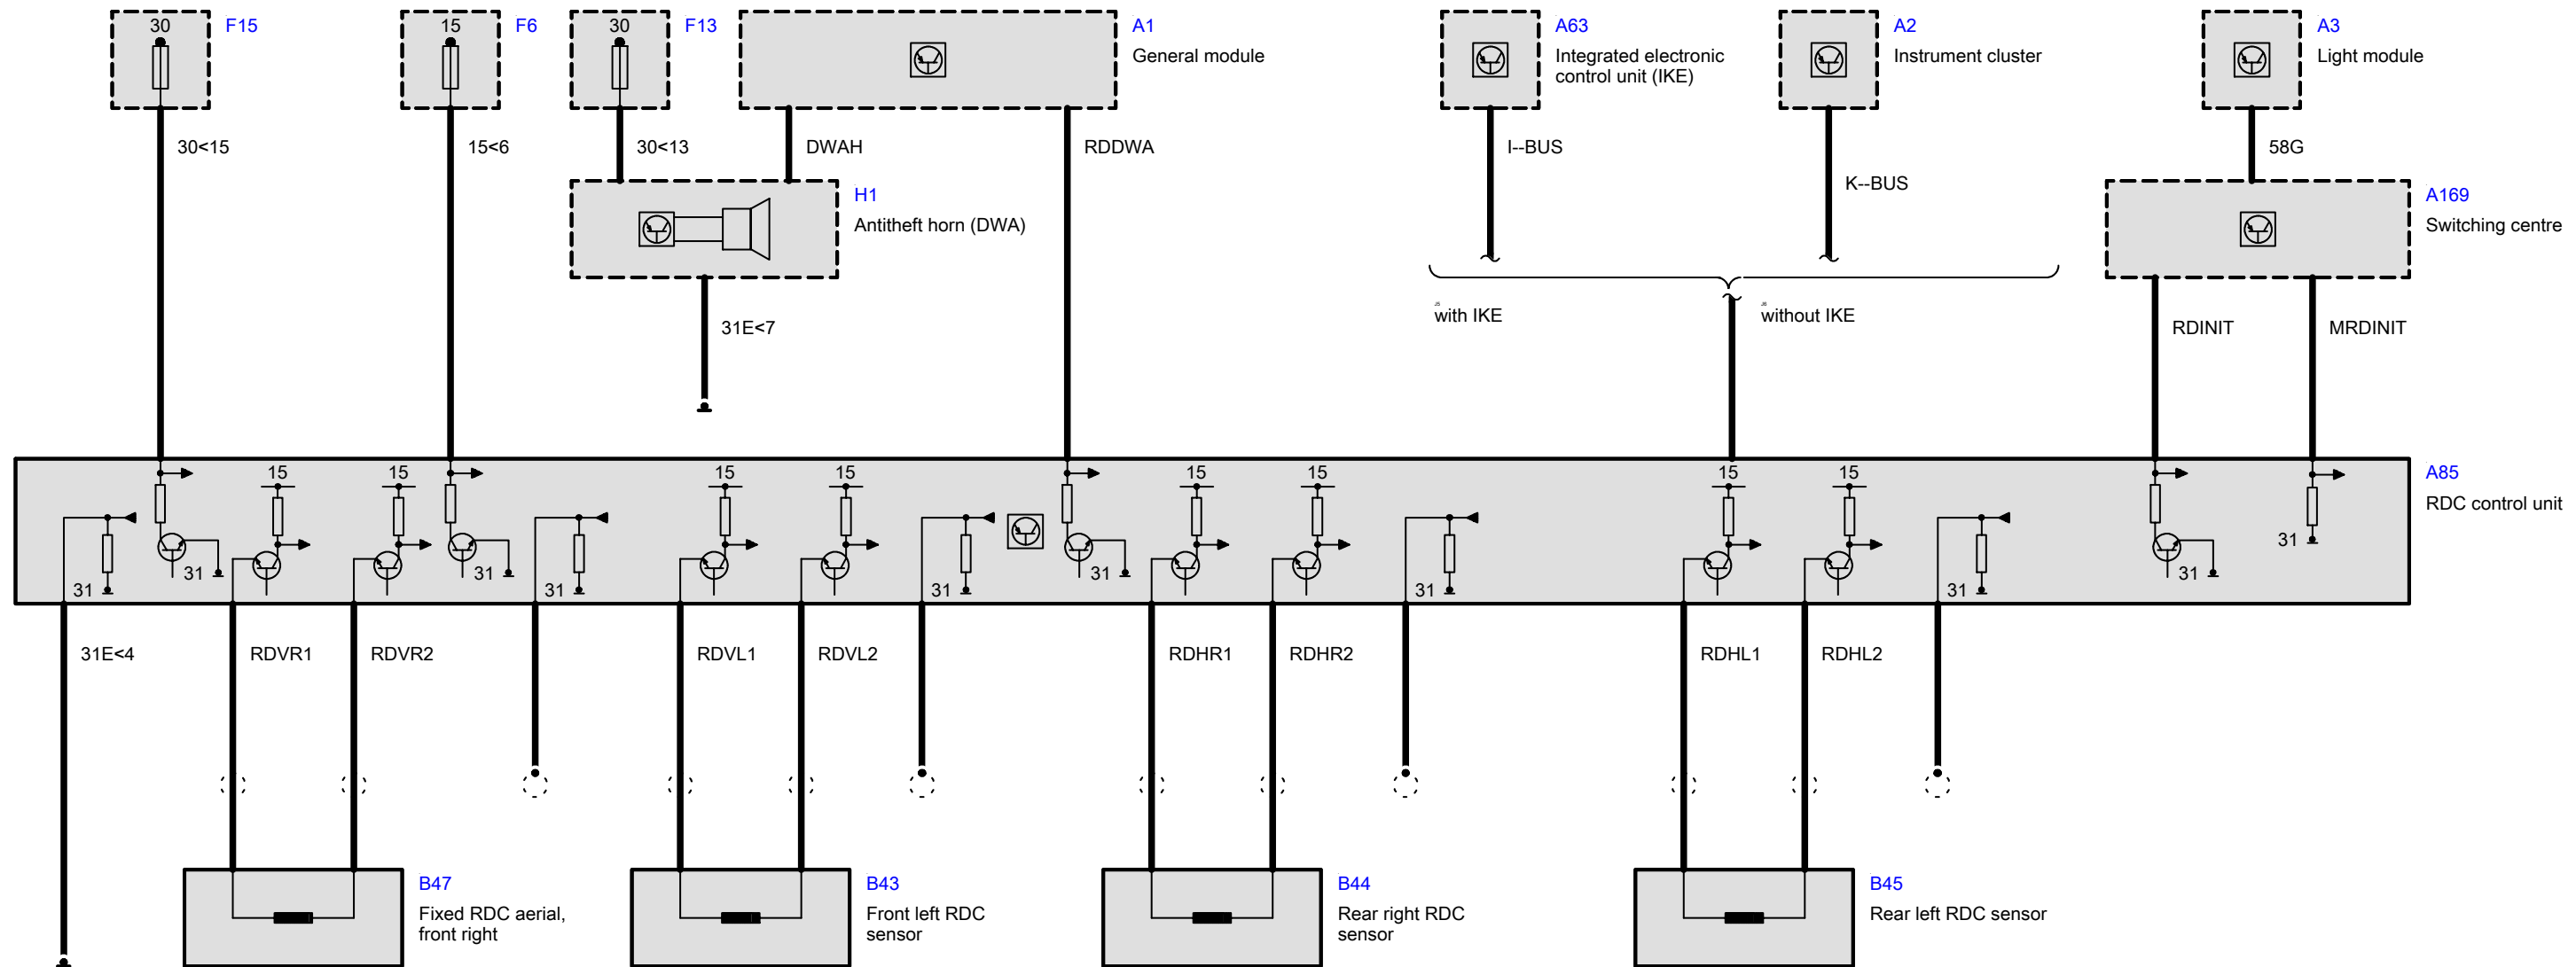 30
F15
15
F6
30
F13
A1
General module
A63
Integrated electronic
control unit (IKE)
A2
Instrument cluster
A3
Light module
30<15
15<6
30<13
DWAH
RDDWA
I--BUS
K--BUS
58G
H1
Antitheft horn (DWA)
A169
Switching centre
31E<7
with IKE
without IKE
RDINIT
MRDINIT
15
15
15
15
15
15
15
15
A85
RDC control unit
31
31
31
31
31
31
31
31
31
31
31E<4
RDVR1
RDVR2
RDVL1
RDVL2
RDHR1
RDHR2
RDHL1
RDHL2
B47
Fixed RDC aerial,
front right
B43
Front left RDC
sensor
B44
Rear right RDC
sensor
B45
Rear left RDC sensor